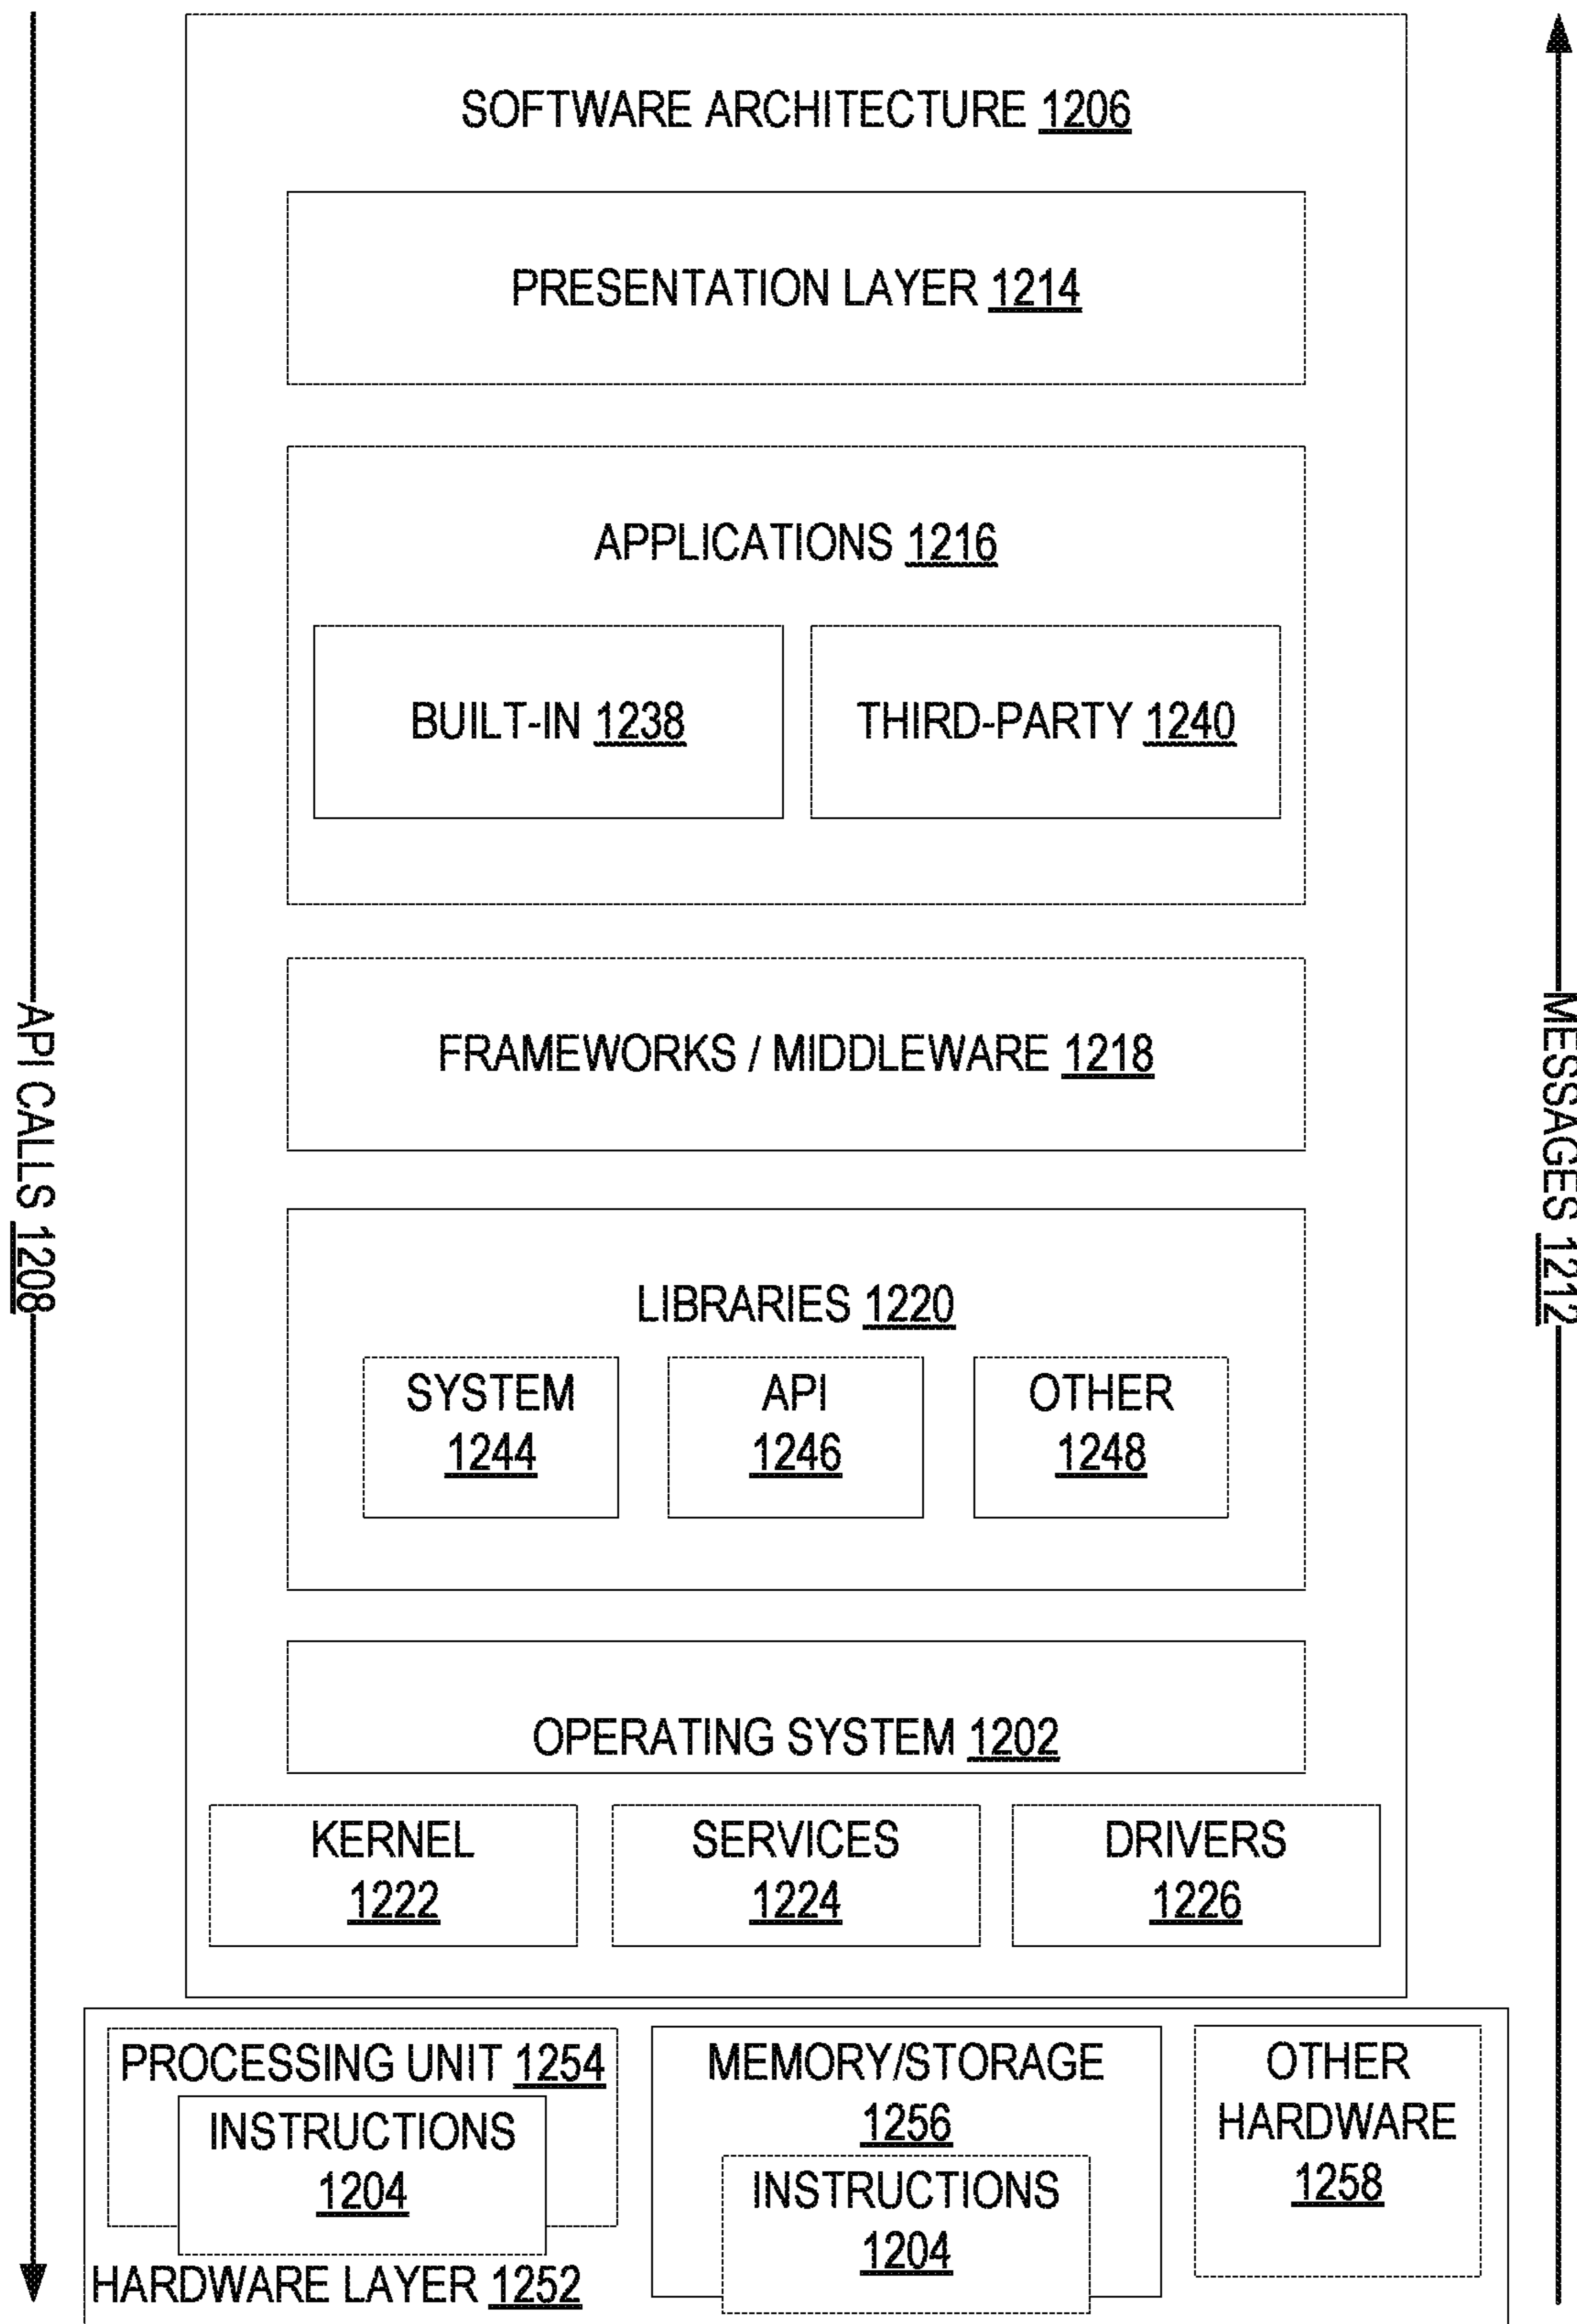 SOFTWARE ARCHITECTURE 1206
PRESENTATION LAYER 1214
APPLICATIONS 1216
BUILT-IN 1238
THIRD-PARTY 1240
FRAMEWORKS / MIDDLEWARE 1218
LIBRARIES 1220
SYSTEM
1244
API
1246
OTHER
1248
OPERATING SYSTEM 1202
KERNEL
1222
SERVICES
1224
DRIVERS
1226
PROCESSING UNIT 1254
INSTRUCTIONS
1204
MEMORY/STORAGE
1256
INSTRUCTIONS
1204
OTHER
HARDWARE
1258
HARDWARE LAYER 1252
API CALLS 1208
MESSAGES 1212